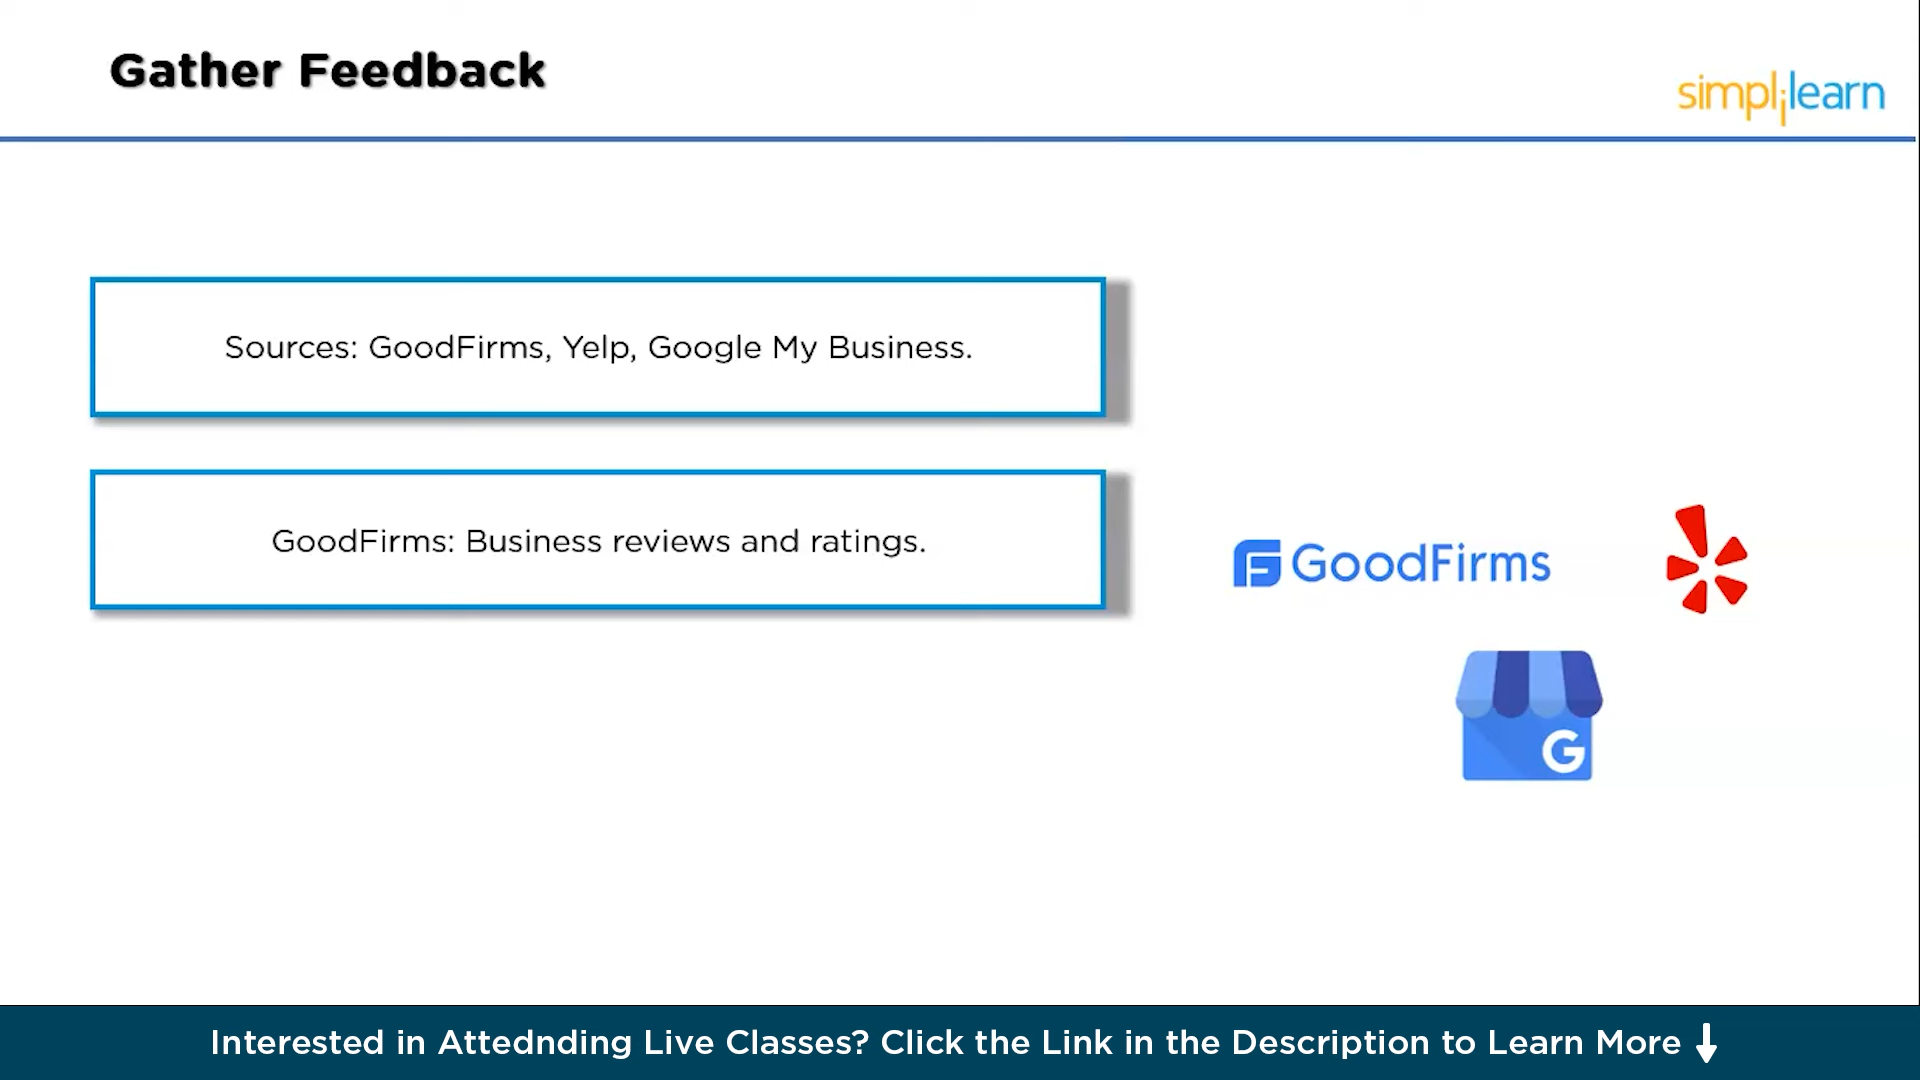 Gather Feedback
simplilearn
Sources: GoodFirms, Yelp, Google My Business.
GoodFirms: Business reviews and ratings.
GoodFirms
G
Interested in Attednding Live Classes? Click the Link in the Description to Learn More